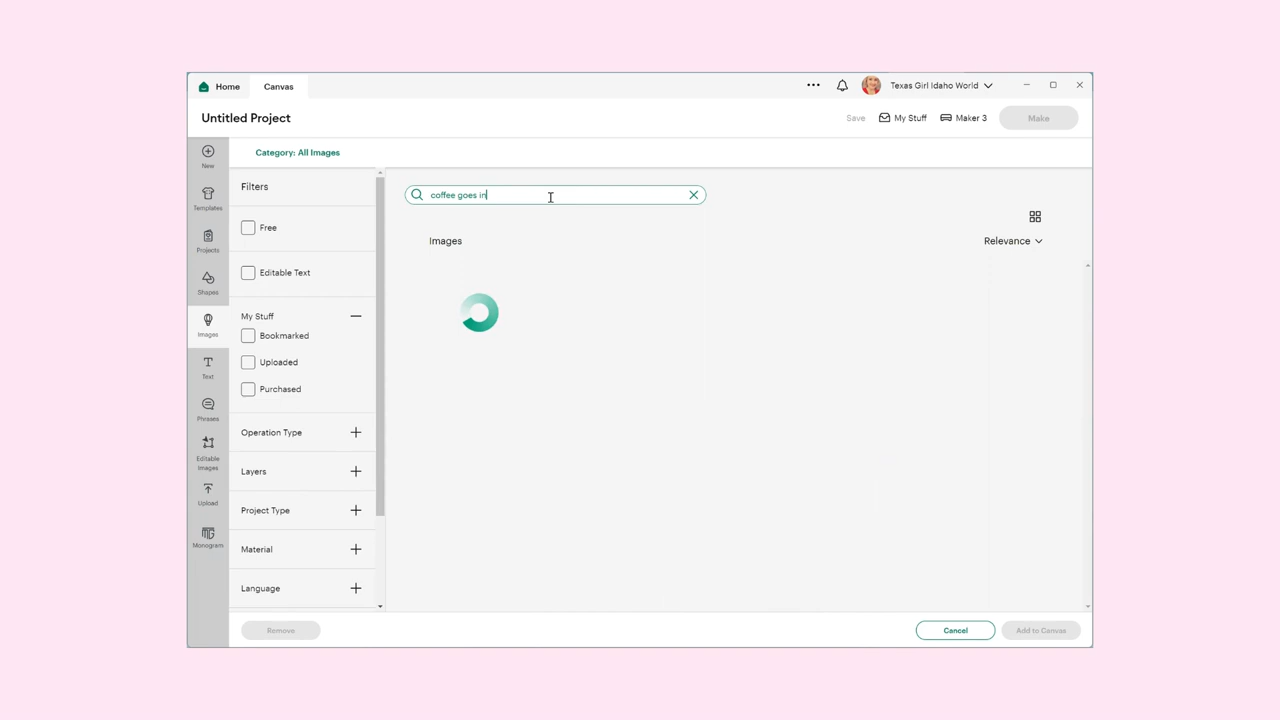 Home
Canvas
Texas Girl Idaho World
Untitled Project
Save
My Stuff
Maker 3
Make
New
Templates
Projects
Shapes
Images
Text
Phrases
Editable
Images
Upload
Monogram
Category: All Images
Filters
Free
Editable Text
My Stuff
Bookmarked
Uploaded
Purchased
Operation Type
Layers
Project Type
Material
Language
coffee goes in
Images
Relevance
Remove
Cancel
Add to Canvas